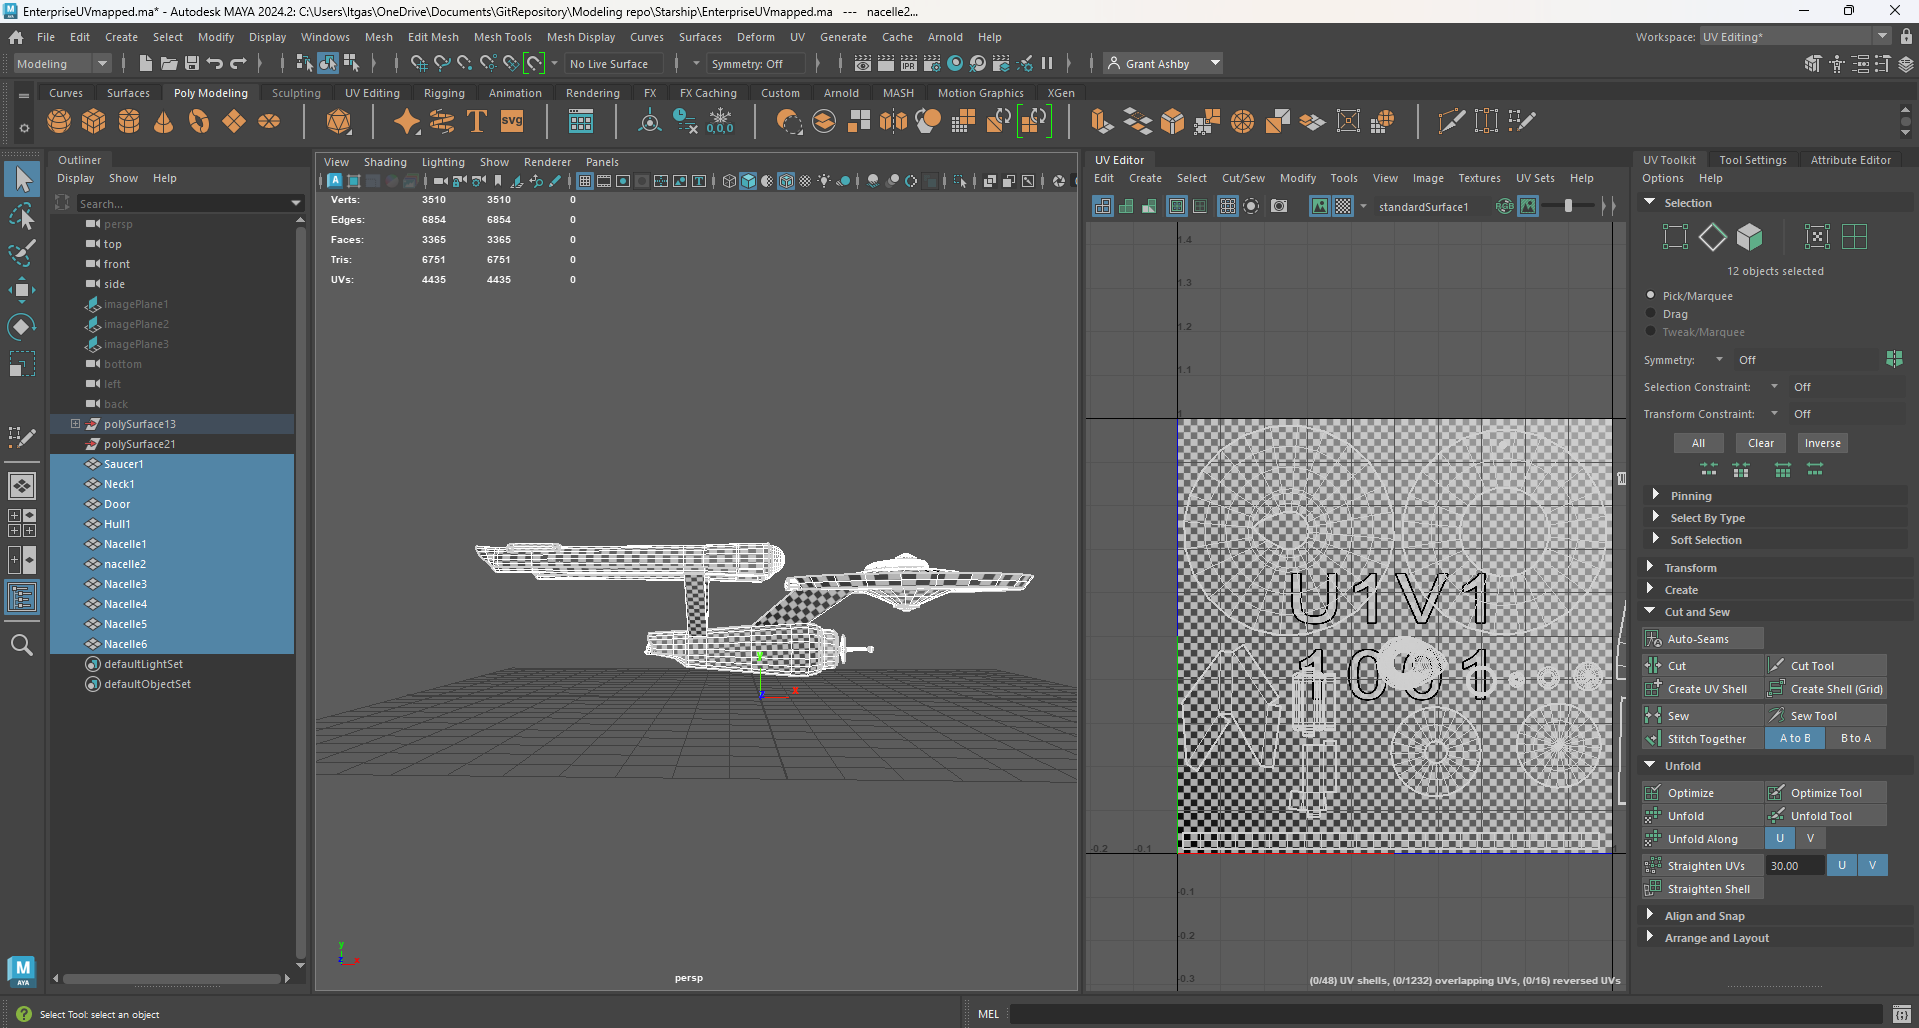 EnterpriseUVmapped.ma* - Autodesk MAYA 2024.2: C:\Users\ltgas\OneDrive\Documents\GitRepository\Modeling repo\Starship\EnterpriseUVmapped.ma --- nacelle2...
File Edit Create Select Modify Display Windows Mesh Edit Mesh Mesh Tools Mesh Display Curves Surfaces Deform UV Generate Cache Arnold Help Workspace: UV Editing*
Modeling No Live Surface Symmetry: Off IPR Grant Ashby
Curves Surfaces Poly Modeling Sculpting UV Editing Rigging Animation Rendering FX FX Caching Custom Arnold MASH Motion Graphics XGen
T SVG 0,0,0
Outliner
Display Show Help
Search...
persp
top
front
side
imagePlane1
imagePlane2
imagePlane3
bottom
left
back
polySurface13
polySurface21
Saucer1
Neck1
Door
Hull1
Nacelle1
nacelle2
Nacelle3
Nacelle4
Nacelle5
Nacelle6
defaultLightSet
defaultObjectSet
View Shading Lighting Show Renderer Panels
Verts: 3510 3510 0
Edges: 6854 6854 0
Faces: 3365 3365 0
Tris: 6751 6751 0
UVs: 4435 4435 0
y
z x
persp
UV Editor
Edit Create Select Cut/Sew Modify Tools View Image Textures UV Sets Help
standardSurface1 RGB
1.4
1.3
1.2
1.1
1
U1V1
1001
-0.2 -0.1 1
-0.1
-0.2
-0.3
(0/48) UV shells, (0/1232) overlapping UVs, (0/16) reversed UVs
UV Toolkit Tool Settings Attribute Editor
Options Help
Selection
12 objects selected
Pick/Marquee
Drag
Tweak/Marquee
Symmetry: Off
Selection Constraint: Off
Transform Constraint: Off
All Clear Inverse
Pinning
Select By Type
Soft Selection
Transform
Create
Cut and Sew
Auto-Seams
Cut Cut Tool
Create UV Shell Create Shell (Grid)
Sew Sew Tool
Stitch Together A to B B to A
Unfold
Optimize Optimize Tool
Unfold Unfold Tool
Unfold Along U V
Straighten UVs 30.00 U V
Straighten Shell
Align and Snap
Arrange and Layout
M
AYA
Select Tool: select an object
MEL